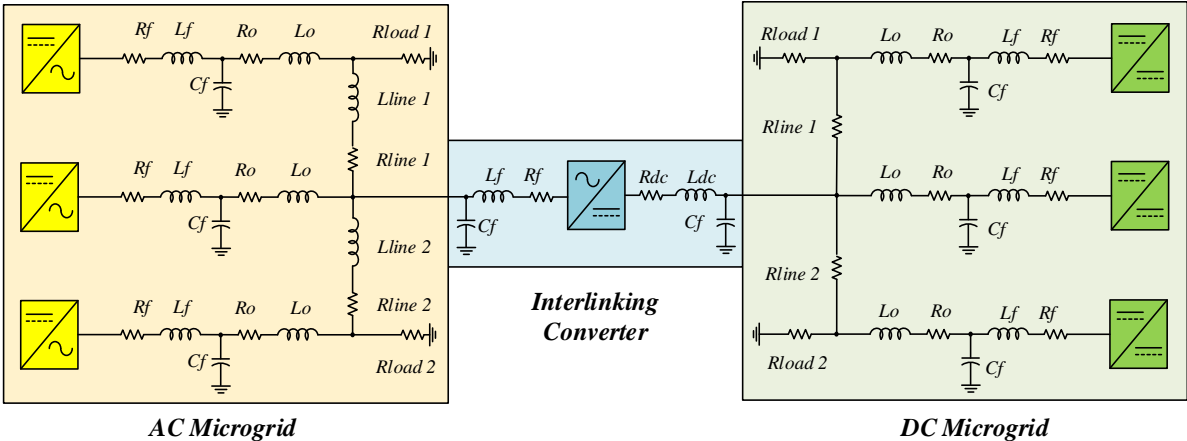 Rf Lf Ro Lo
Rload 1
Cf
Lline 1
Rline 1
Rf Lf Ro Lo
Cf
Lline 2
Rline 2
Rf Lf Ro Lo
Cf
Rload 2
AC Microgrid
Lf Rf Rdc Ldc
Cf Cf
Interlinking
Converter
Rload 1
Lo Ro Lf Rf
Cf
Rline 1
Lo Ro Lf Rf
Cf
Rline 2
Lo Ro Lf Rf
Cf
Rload 2
DC Microgrid